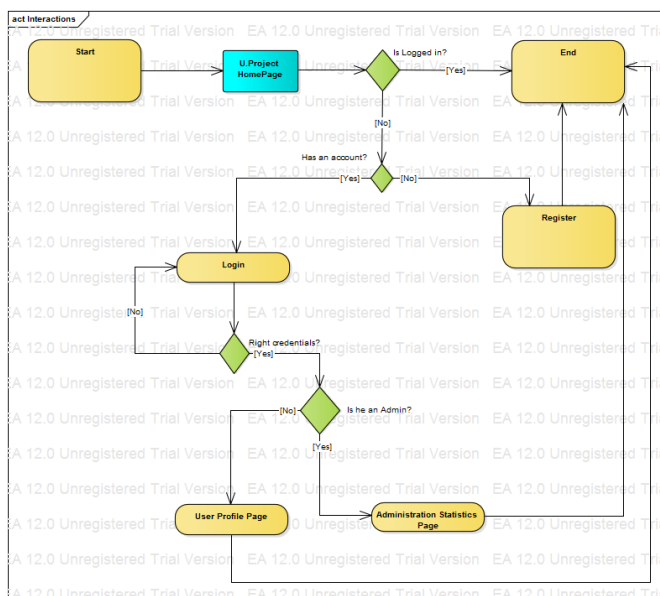 act Interactions
Start
U.Project
HomePage
Is Logged in?
[Yes]
End
[No]
Has an account?
[Yes]
[No]
Register
Login
[No]
Right credentials?
[Yes]
Is he an Admin?
[No]
[Yes]
User Profile Page
Administration Statistics
Page
EA 12.0 Unregistered Trial Version